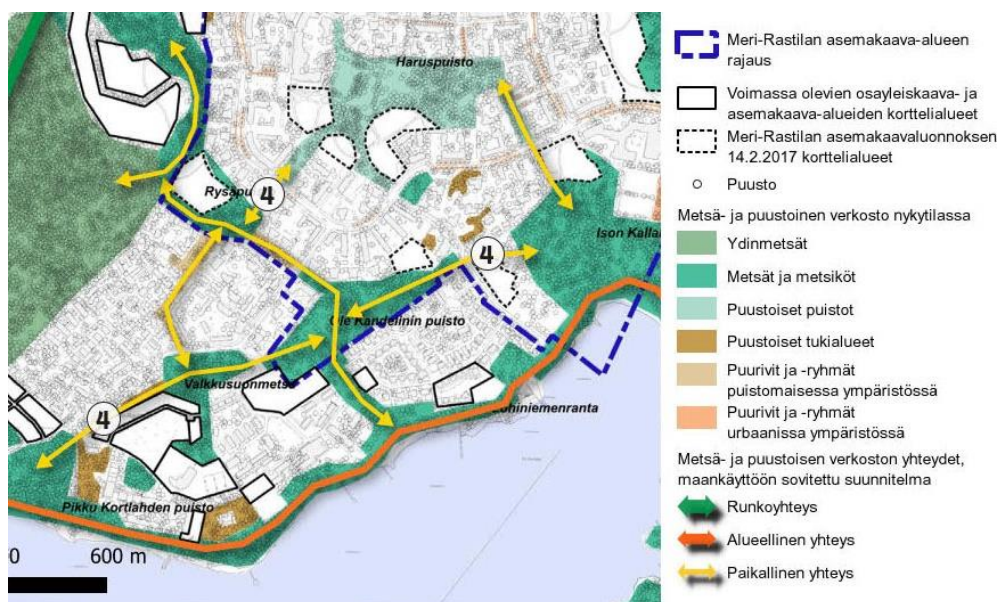 Haruspuisto
Rysäpu
4
Ison Kalla
4
Ole Kandelinin puisto
Valkkusuonmetsä
4
Lohiniemenranta
Pikku Kortlahden puisto
0 600 m
Meri-Rastilan asemakaava-alueen
rajaus
Voimassa olevien osayleiskaava- ja
asemakaava-alueiden korttelialueet
Meri-Rastilan asemakaavaluonnoksen
14.2.2017 korttelialueet
Puusto
Metsä- ja puustoinen verkosto nykytilassa
Ydinmetsät
Metsät ja metsiköt
Puustoiset puistot
Puustoiset tukialueet
Puurivit ja -ryhmät
puistomaisessa ympäristössä
Puurivit ja -ryhmät
urbaanissa ympäristössä
Metsä- ja puustoisen verkoston yhteydet,
maankäyttöön sovitettu suunnitelma
Runkoyhteys
Alueellinen yhteys
Paikallinen yhteys